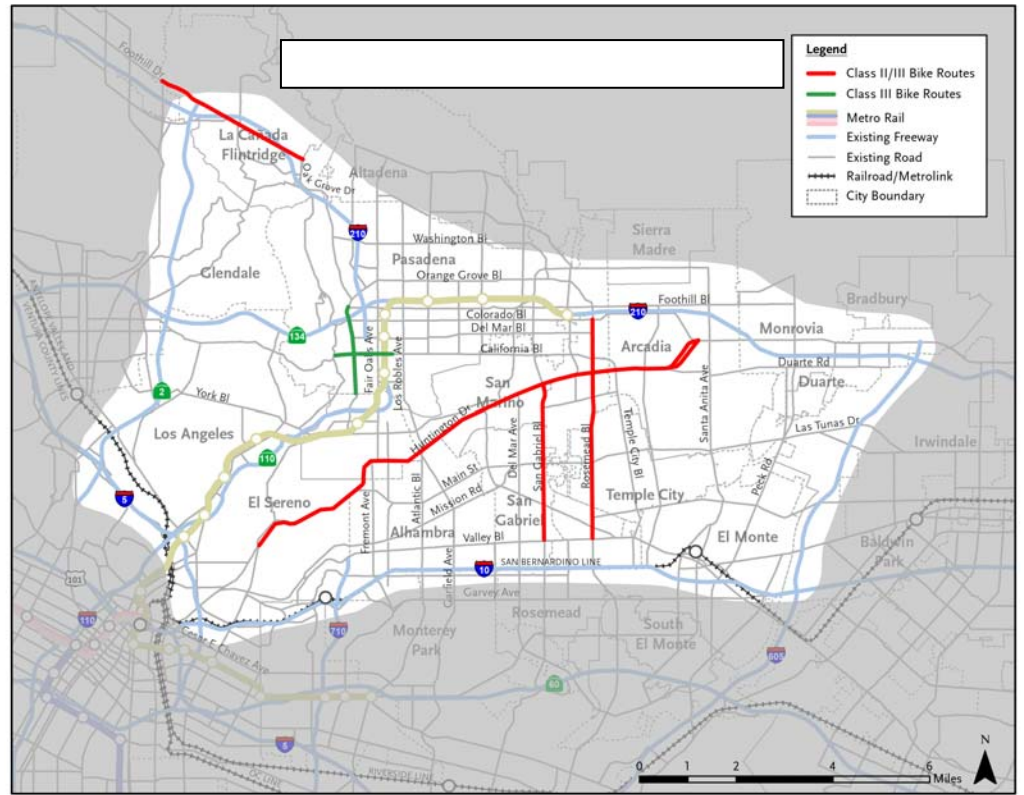 Legend
Class II/III Bike Routes
Class III Bike Routes
Metro Rail
Existing Freeway
Existing Road
Railroad/Metrolink
City Boundary
Foothill Dr
La Cañada
Flintridge
Oak Grove Dr
Altadena
210
Washington Bl
Sierra
Madre
Pasadena
Glendale
Orange Grove Bl
Foothill Bl
210
Bradbury
Colorado Bl
Del Mar Bl
134
Monrovia
California Bl
Arcadia
Fair Oaks Ave
Los Robles Ave
Duarte Rd
Duarte
San
Marino
2
York Bl
Santa Anita Ave
Huntington Dr
Los Angeles
Las Tunas Dr
Irwindale
110
Del Mar Ave
San Gabriel Bl
Rosemead Bl
Temple City Bl
Main St
Mission Rd
Peck Rd
5
El Sereno
Atlantic Bl
Fremont Ave
San
Gabriel
Temple City
Alhambra
Valley Bl
El Monte
Baldwin
Park
10
SAN BERNARDINO LINE
Garfield Ave
Garvey Ave
101
110
Rosemead
710
Monterey
Park
South
El Monte
Cesar E Chavez Ave
605
60
5
RIVERSIDE LINE
OC LINE
N
0 1 2 4 6
Miles